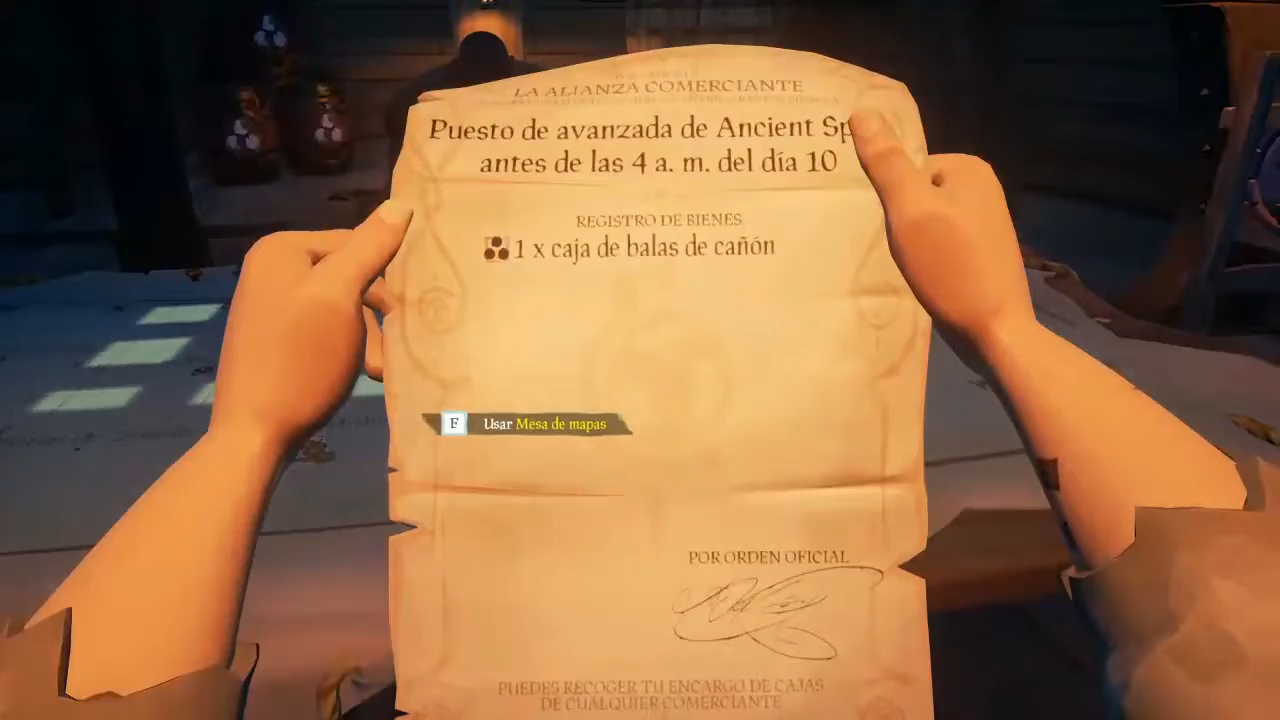 LA ALIANZA COMERCIANTE
Puesto de avanzada de Ancient Sp
antes de las 4 a. m. del día 10
REGISTRO DE BIENES
1 x caja de balas de cañón
F Usar Mesa de mapas
POR ORDEN OFICIAL
PUEDES RECOGER TU ENCARGO DE CAJAS
DE CUALQUIER COMERCIANTE